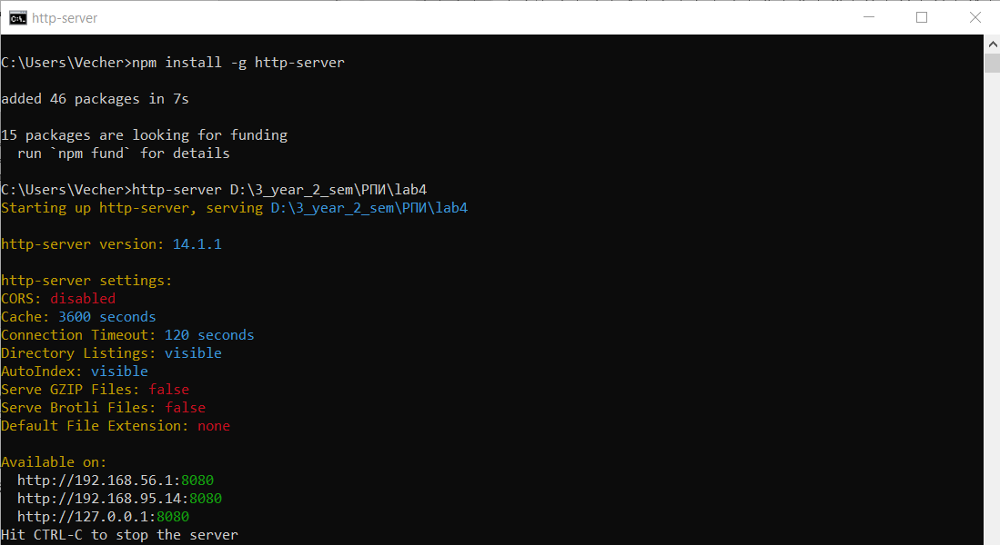 http-server
C:\Users\Vecher>npm install -g http-server
added 46 packages in 7s
15 packages are looking for funding
run `npm fund` for details
C:\Users\Vecher>http-server D:\3_year_2_sem\РПИ\lab4
Starting up http-server, serving D:\3_year_2_sem\РПИ\lab4
http-server version: 14.1.1
http-server settings:
CORS: disabled
Cache: 3600 seconds
Connection Timeout: 120 seconds
Directory Listings: visible
AutoIndex: visible
Serve GZIP Files: false
Serve Brotli Files: false
Default File Extension: none
Available on:
http://192.168.56.1:8080
http://192.168.95.14:8080
http://127.0.0.1:8080
Hit CTRL-C to stop the server